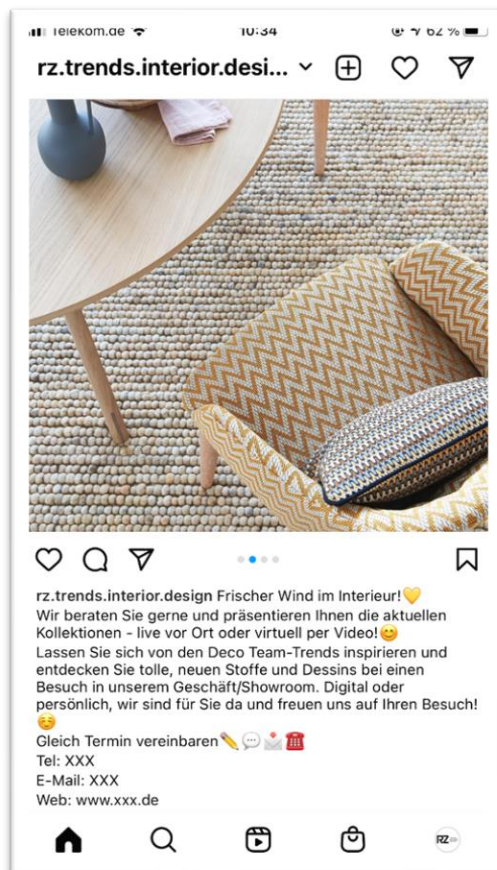 Telekom.de
10:34
62 %
rz.trends.interior.desi...
rz.trends.interior.design Frischer Wind im Interieur!💛
Wir beraten Sie gerne und präsentieren Ihnen die aktuellen
Kollektionen - live vor Ort oder virtuell per Video!😊
Lassen Sie sich von den Deco Team-Trends inspirieren und
entdecken Sie tolle, neuen Stoffe und Dessins bei einen
Besuch in unserem Geschäft/Showroom. Digital oder
persönlich, wir sind für Sie da und freuen uns auf Ihren Besuch!
☺️
Gleich Termin vereinbaren✏️💬📩☎️
Tel: XXX
E-Mail: XXX
Web: www.xxx.de
RZ